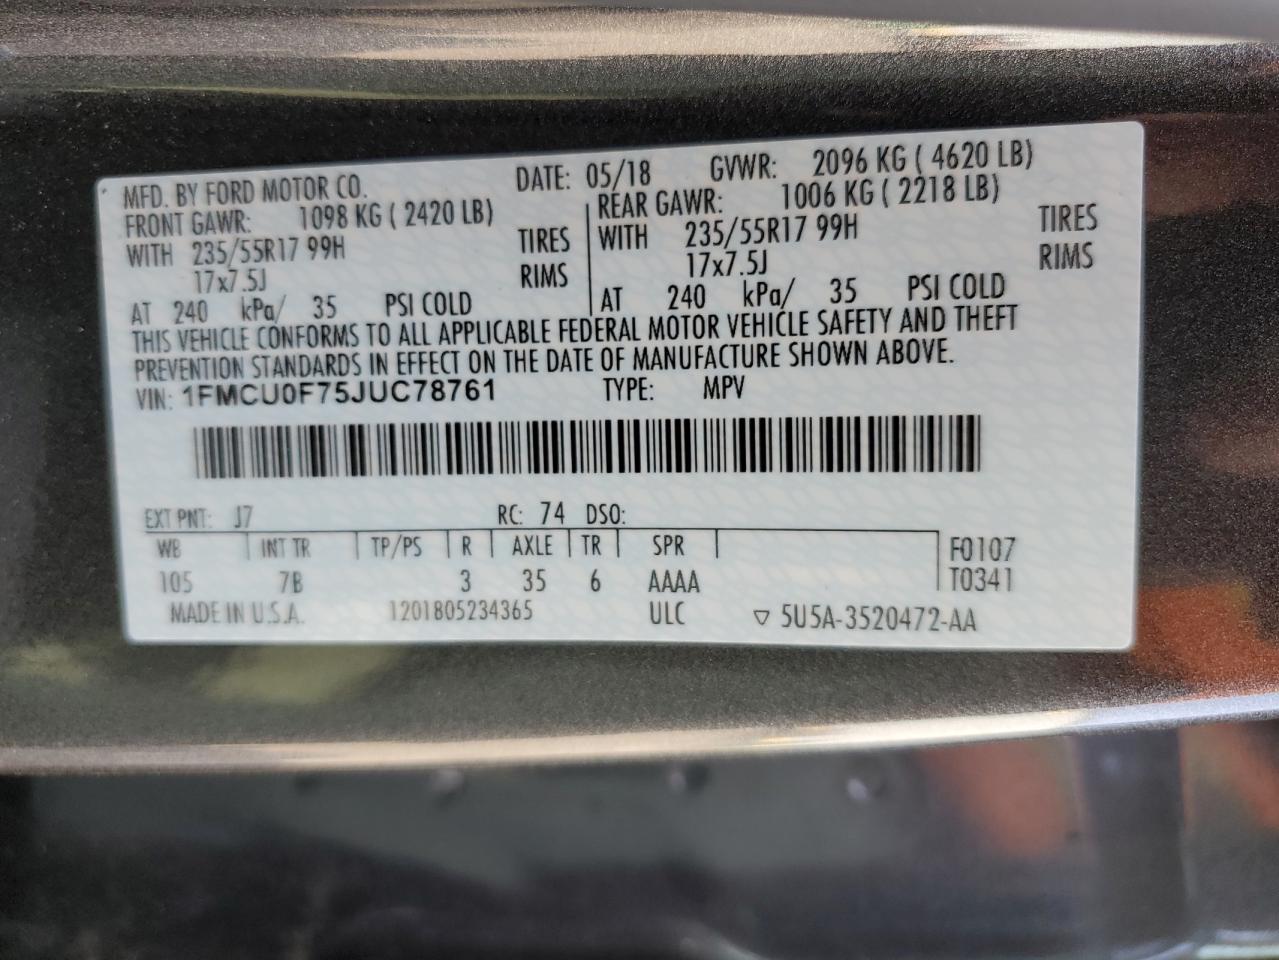 MFD. BY FORD MOTOR CO. DATE: 05/18 GVWR: 2096 KG ( 4620 LB)
FRONT GAWR: 1098 KG ( 2420 LB) REAR GAWR: 1006 KG ( 2218 LB)
WITH 235/55R17 99H TIRES WITH 235/55R17 99H TIRES
17x7.5J RIMS 17x7.5J RIMS
AT 240 kPa/ 35 PSI COLD AT 240 kPa/ 35 PSI COLD
THIS VEHICLE CONFORMS TO ALL APPLICABLE FEDERAL MOTOR VEHICLE SAFETY AND THEFT
PREVENTION STANDARDS IN EFFECT ON THE DATE OF MANUFACTURE SHOWN ABOVE.
VIN: 1FMCU0F75JUC78761 TYPE: MPV
EXT PNT: J7 RC: 74 DSO:
WB INT TR TP/PS R AXLE TR SPR F0107
105 7B 3 35 6 AAAA T0341
MADE IN U.S.A. 1201805234365 ULC ▽ 5U5A-3520472-AA